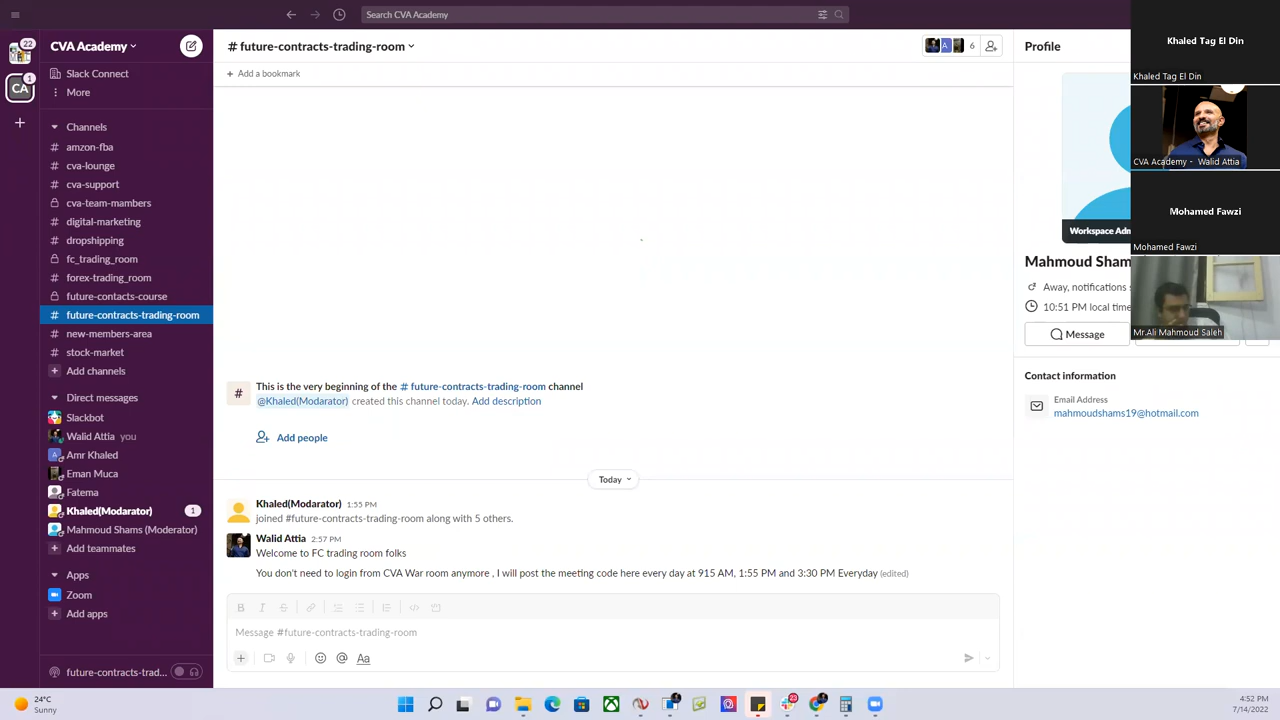 Search CVA Academy
22
CVA Academy
CA
1
Slack Connect
More
Channels
# amzon-fba
# cva-lounge
# cva-support
cva-team-mambers
# digital-marketing
# dropshipping
fc_trading_room
# forex-trading_room
future-contacts-course
# future-contracts-trading-room
# new-members-area
# stock-market
Add channels
Direct messages
Slackbot
Walid Attia you
Amr Khaled
Eman Muca
Fatema
Khaled(Modarator) 1
Mahmoud Shams (Moderator)
Add teammates
Apps
Zoom
Add apps
future-contracts-trad...
# future-contracts-trading-room
A
6
+ Add a bookmark
This is the very beginning of the # future-contracts-trading-room channel
@Khaled(Modarator) created this channel today. Add description
Add people
Today
Khaled(Modarator) 1:55 PM
joined #future-contracts-trading-room along with 5 others.
Walid Attia 2:57 PM
Welcome to FC trading room folks
You don't need to login from CVA War room anymore , I will post the meeting code here every day at 915 AM, 1:55 PM and 3:30 PM Everyday (edited)
Message #future-contracts-trading-room
Aa
Profile
Workspace Adm
Mahmoud Sham
Away, notifications s
10:51 PM local time
Message
Contact information
Email Address
mahmoudshams19@hotmail.com
Khaled Tag El Din
Khaled Tag El Din
CVA Academy - Walid Attia
Mohamed Fawzi
Mohamed Fawzi
Mr.Ali Mahmoud Saleh
24°C
Sunny
23
4:52 PM
7/14/2022